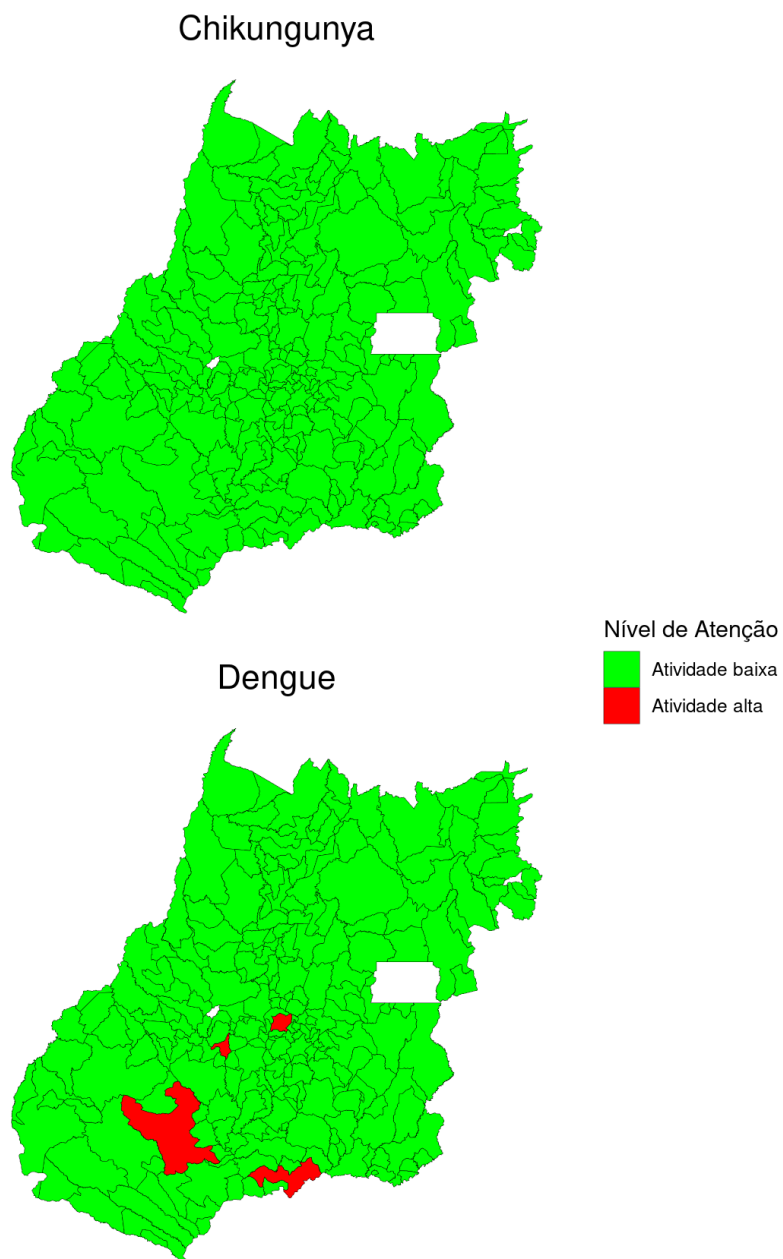 Chikungunya
Nível de Atenção
Atividade baixa
Atividade alta
Dengue